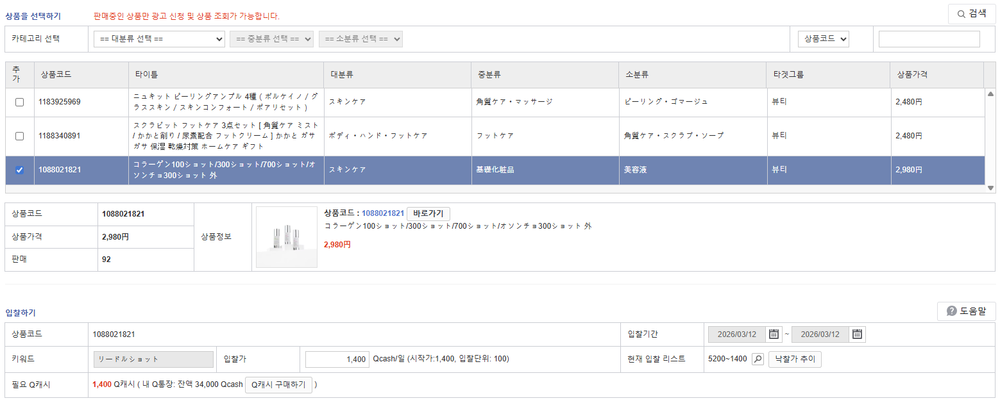 상품을 선택하기 판매중인 상품만 광고 신청 및 상품 조회가 가능합니다. 검색
카테고리 선택 == 대분류 선택 == == 중분류 선택 == == 소분류 선택 == 상품코드
추가 상품코드 타이틀 대분류 중분류 소분류 타겟그룹 상품가격
1183925969 ニュキット ピーリングアンプル 4種 ( ボルケイノ / グ
ラススキン / スキンコンフォート / ポアリセット ) スキンケア 角質ケア・マッサージ ピーリング・ゴマージュ 뷰티 2,480円
1188340891 スクラビット フットケア 3点セット [ 角質ケア ミスト
/ かかと削り / 尿素配合 フットクリーム ] かかと ガサ
ガサ 保湿 乾燥対策 ホームケア ギフト ボディ・ハンド・フットケア フットケア 角質ケア・スクラブ・ソープ 뷰티 2,480円
1088021821 コラーゲン100ショット/300ショット/700ショット/オ
ソンチョ300ショット 外 スキンケア 基礎化粧品 美容液 뷰티 2,980円
상품코드 1088021821
상품가격 2,980円
판매 92
상품정보
상품코드 : 1088021821 바로가기
コラーゲン100ショット/300ショット/700ショット/オソンチョ300ショット 外
2,980円
입찰하기 도움말
상품코드 1088021821 입찰기간 2026/03/12 ~ 2026/03/12
키워드 リードルショット 입찰가 1,400 Qcash/일 (시작가:1,400, 입찰단위: 100) 현재 입찰 리스트 5200~1400 낙찰가 추이
필요 Q캐시 1,400 Q캐시 ( 내 Q통장: 잔액 34,000 Qcash Q캐시 구매하기 )